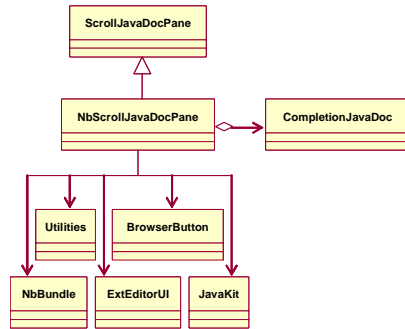 ScrollJavaDocPane
NbScrollJavaDocPane
CompletionJavaDoc
Utilities
BrowserButton
NbBundle
ExtEditorUI
JavaKit